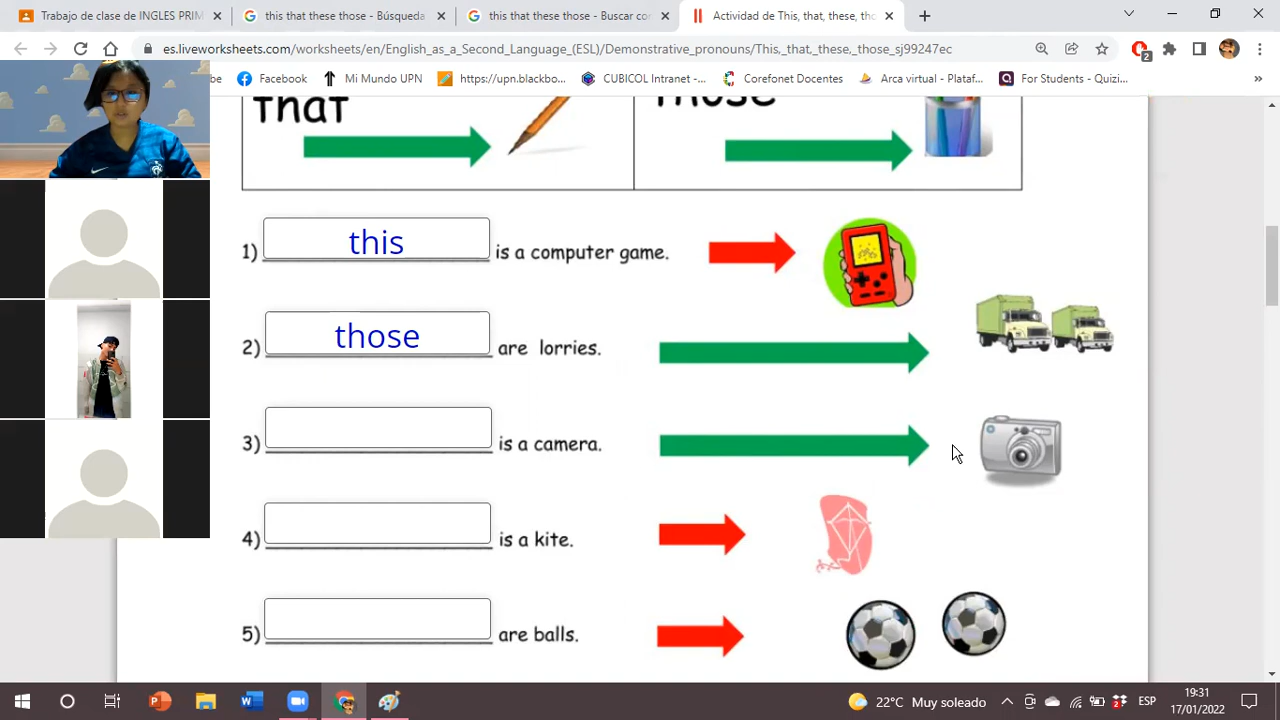 Trabajo de clase de INGLES PRIM
this that these those - Búsqueda
this that these those - Buscar con
Actividad de This, that, these, tho
es.liveworksheets.com/worksheets/en/English_as_a_Second_Language_(ESL)/Demonstrative_pronouns/This,_that,_these,_those_sj99247ec
2
be
Facebook
Mi Mundo UPN
https://upn.blackbo...
CUBICOL Intranet -...
Corefonet Docentes
Arca virtual - Plataf...
For Students - Quizi...
»
that
Those
1) this is a computer game.
2) those are lorries.
3) is a camera.
4) is a kite.
5) are balls.
22°C Muy soleado
2
ESP
19:31
17/01/2022